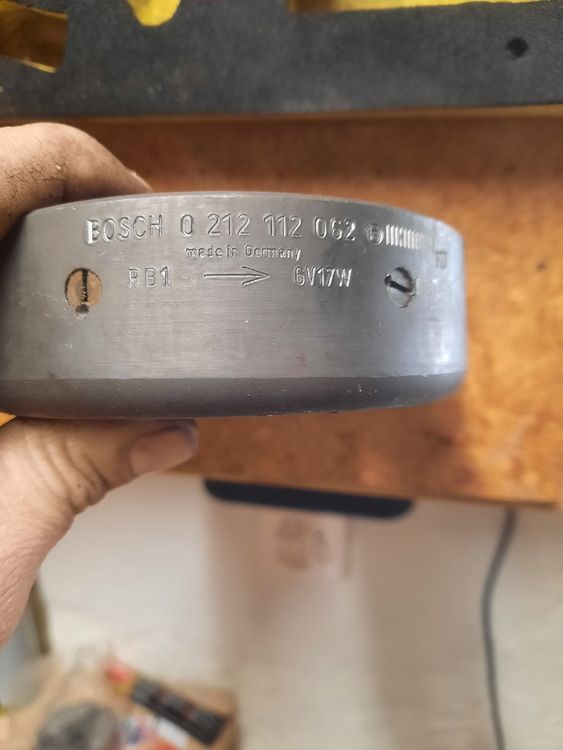 BOSCH 0 212 112 062
made in Germany
RB1 → 6V17W